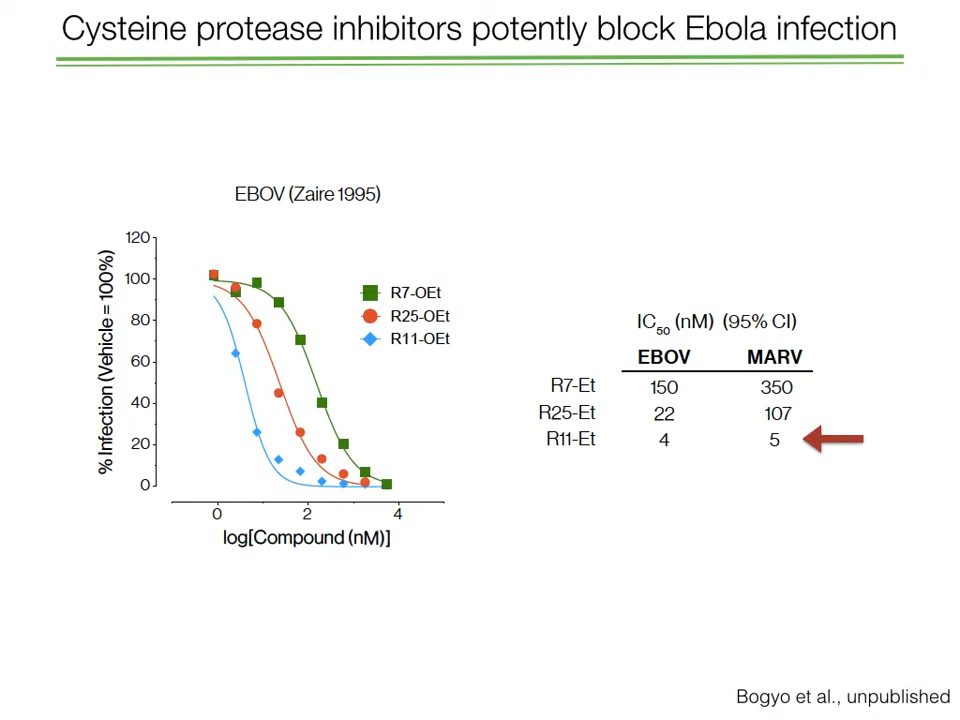 Cysteine protease inhibitors potently block Ebola infection
EBOV (Zaire 1995)
% Infection (Vehicle = 100%)
120
100
80
60
40
20
0
0 2 4
log[Compound (nM)]
R7-OEt
R25-OEt
R11-OEt
IC50 (nM) (95% CI)
EBOV MARV
R7-Et 150 350
R25-Et 22 107
R11-Et 4 5
Bogyo et al., unpublished